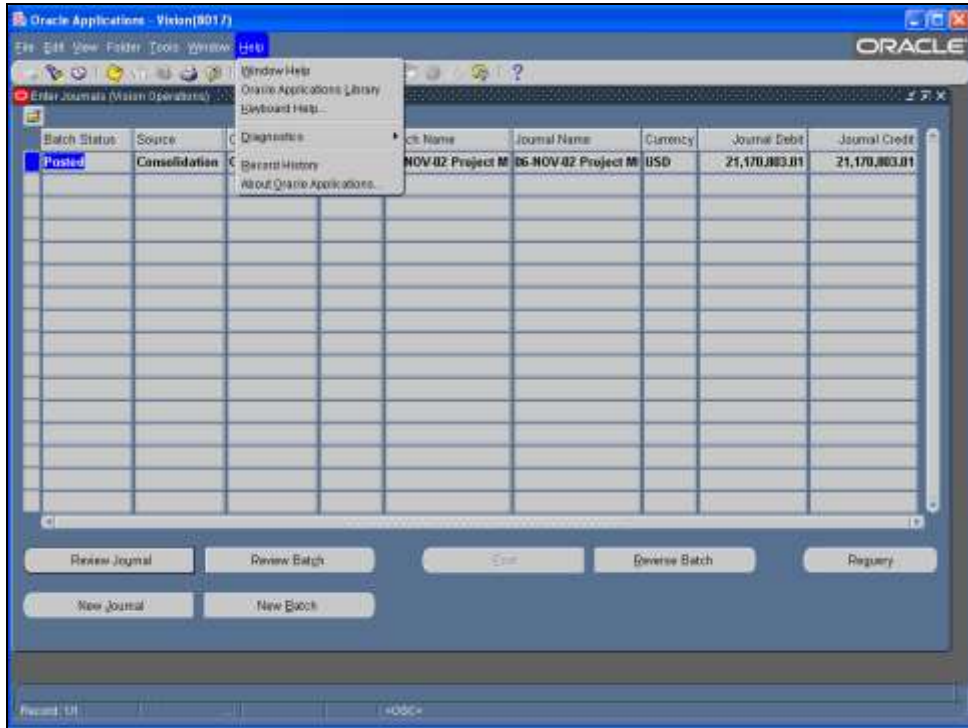 Oracle Applications - Vision(8017)
File Edit View Folder Tools Window Help
ORACLE
Window Help
Oracle Applications Library
Keyboard Help...
Diagnostics
Record History
About Oracle Applications...
Enter Journals (Vision Operations)
Batch Status Source ch Name Journal Name Currency Journal Debit Journal Credit
Posted Consolidation NOV-02 Project M 06-NOV-02 Project M USD 21,170,803.01 21,170,803.01
Review Journal Review Batch Reverse Batch Requery
New Journal New Batch
Record: 1/1 <OSC>